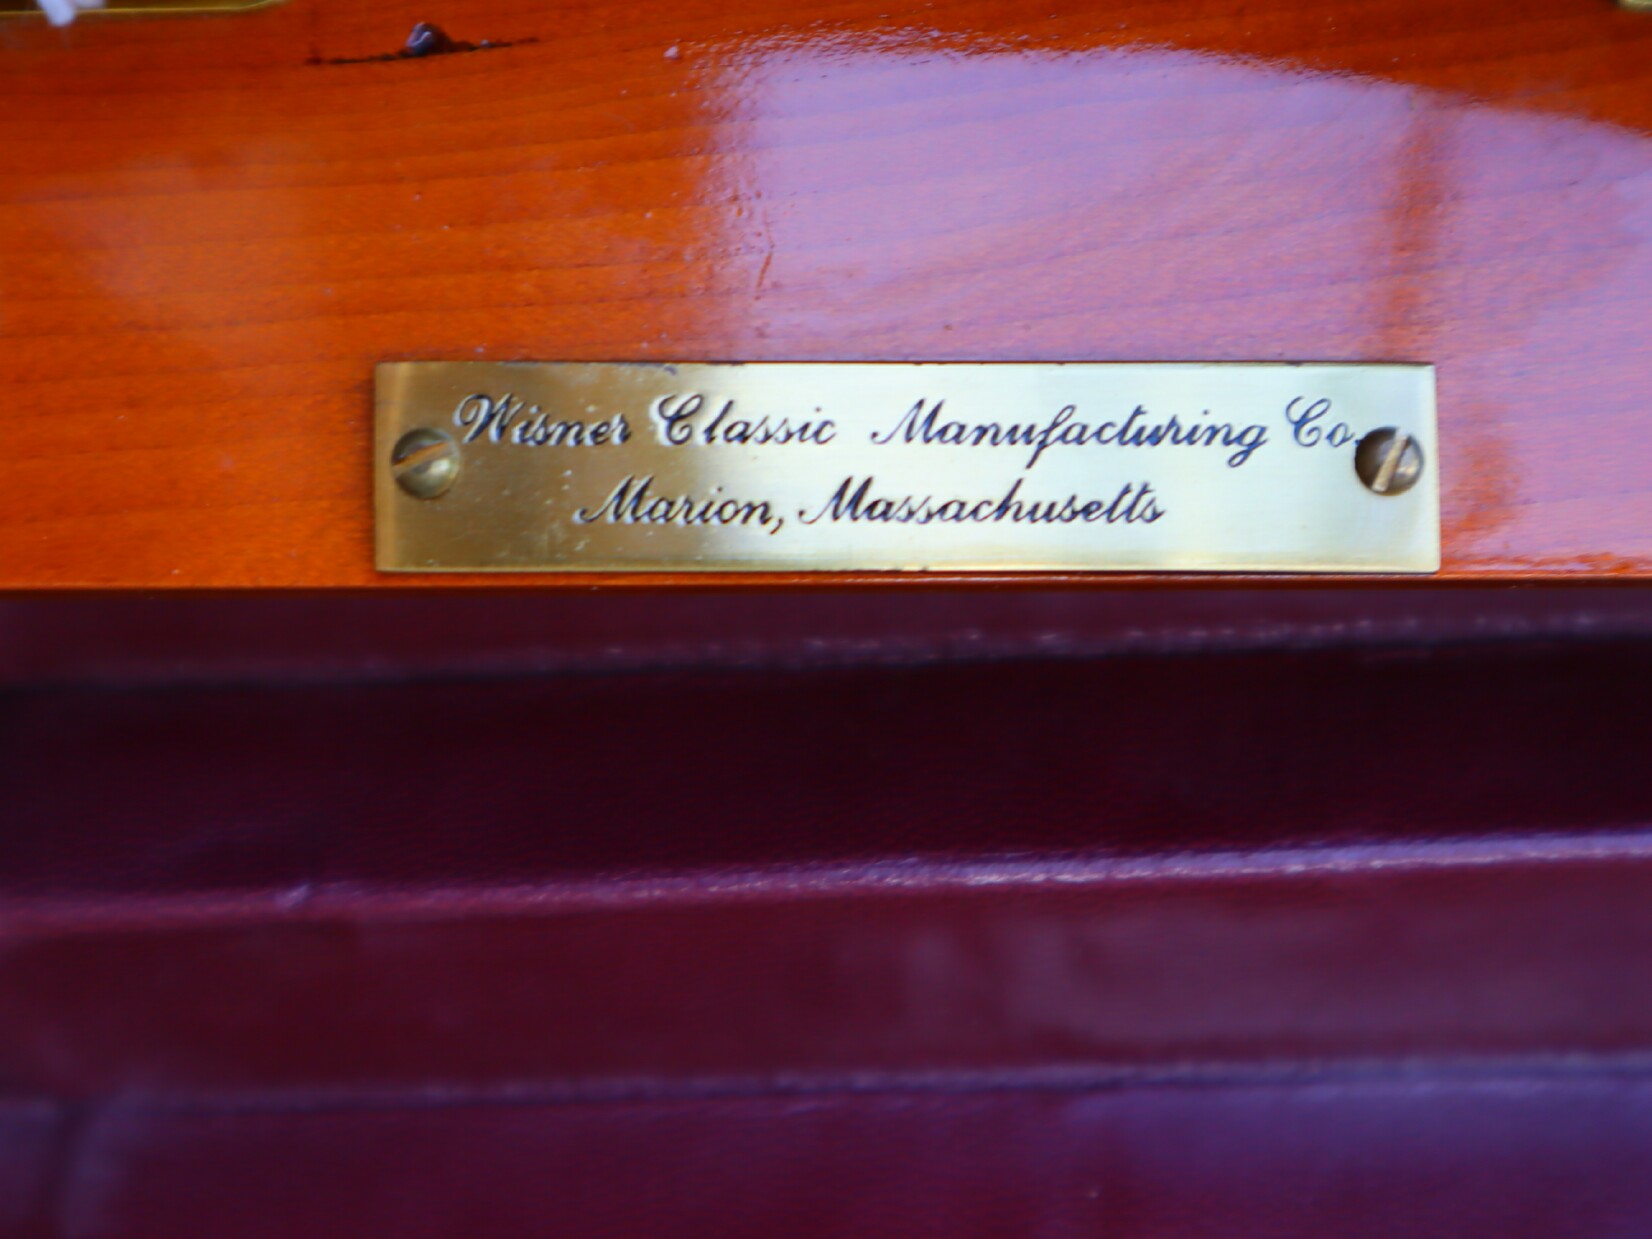 Wisner Classic Manufacturing Co.
Marion, Massachusetts